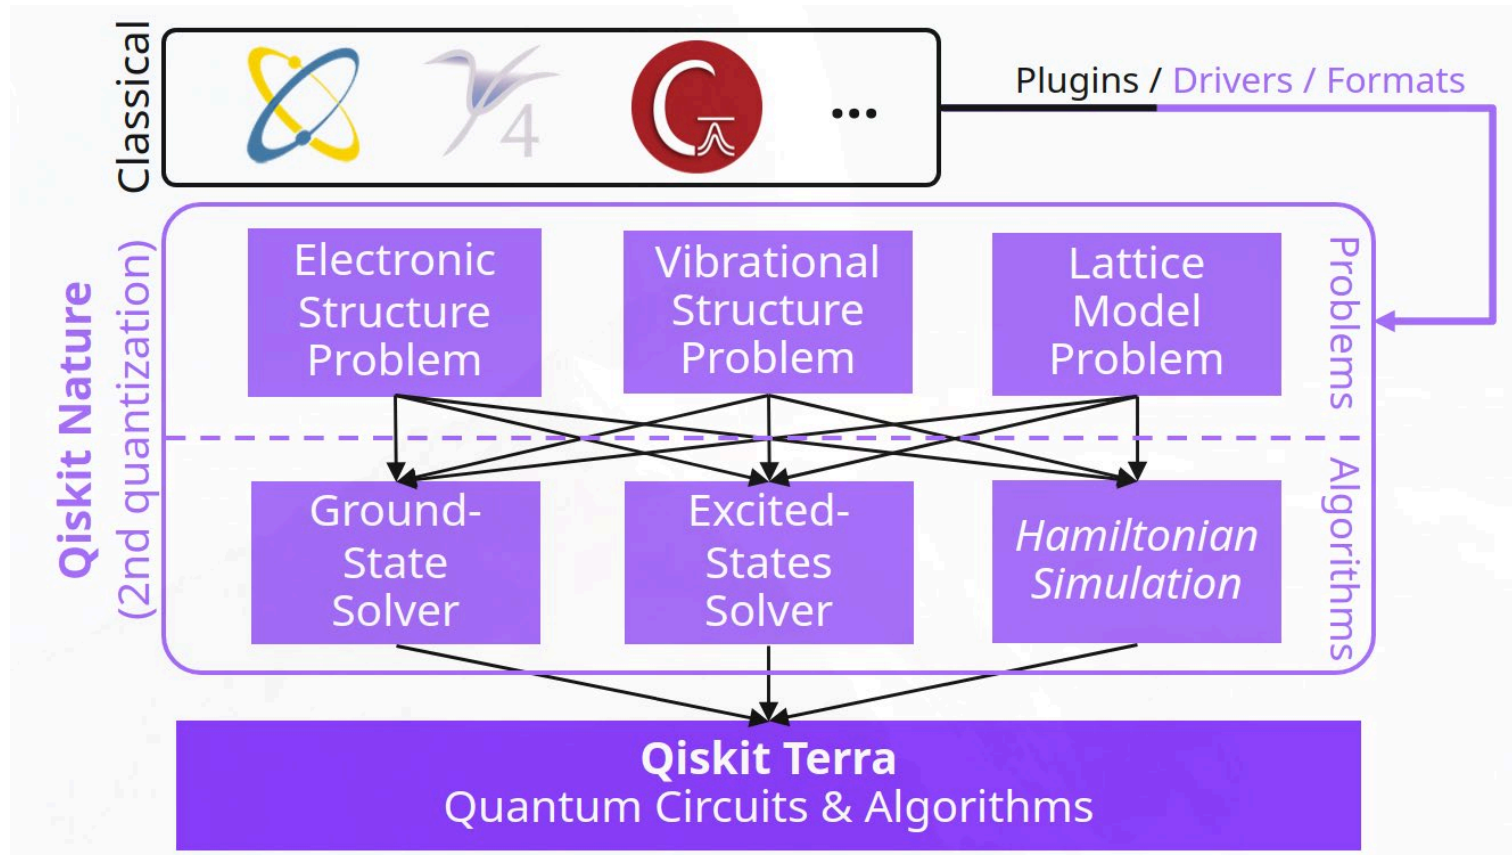 Classical
4
C
...
Plugins / Drivers / Formats
Qiskit Nature
(2nd quantization)
Problems
Electronic
Structure
Problem
Vibrational
Structure
Problem
Lattice
Model
Problem
Algorithms
Ground-
State
Solver
Excited-
States
Solver
Hamiltonian
Simulation
Qiskit Terra
Quantum Circuits & Algorithms